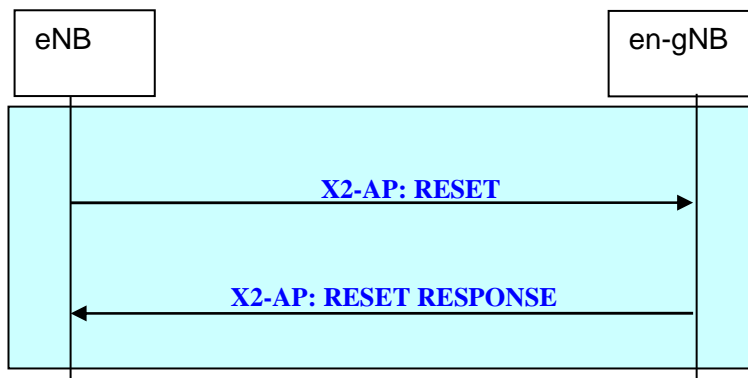 eNB
en-gNB
X2-AP: RESET
X2-AP: RESET RESPONSE